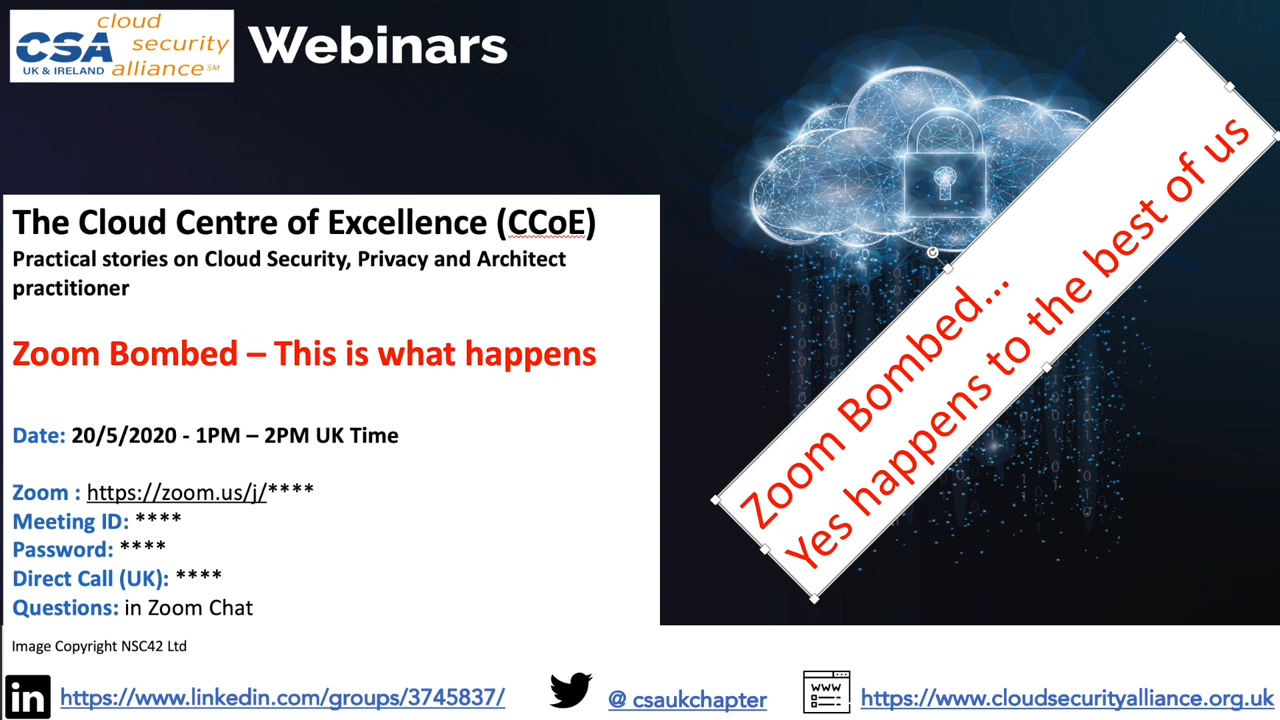 cloud
CSA security
UK & IRELAND alliance SM
Webinars
The Cloud Centre of Excellence (CCoE)
Practical stories on Cloud Security, Privacy and Architect
practitioner
Zoom Bombed – This is what happens
Date: 20/5/2020 - 1PM – 2PM UK Time
Zoom : https://zoom.us/j/****
Meeting ID: ****
Password: ****
Direct Call (UK): ****
Questions: in Zoom Chat
Image Copyright NSC42 Ltd
Zoom Bombed...
Yes happens to the best of us
in https://www.linkedin.com/groups/3745837/
@ csaukchapter
WWW
https://www.cloudsecurityalliance.org.uk